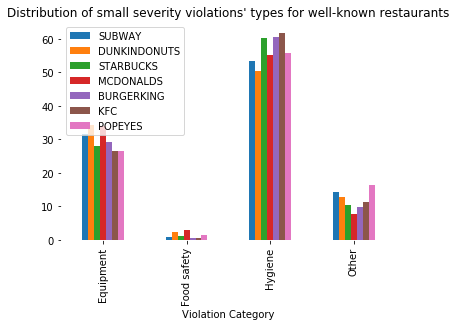 Distribution of small severity violations' types for well-known restaurants
60
50
40
30
20
10
0
SUBWAY
DUNKINDONUTS
STARBUCKS
MCDONALDS
BURGERKING
KFC
POPEYES
Equipment
Food safety
Hygiene
Other
Violation Category